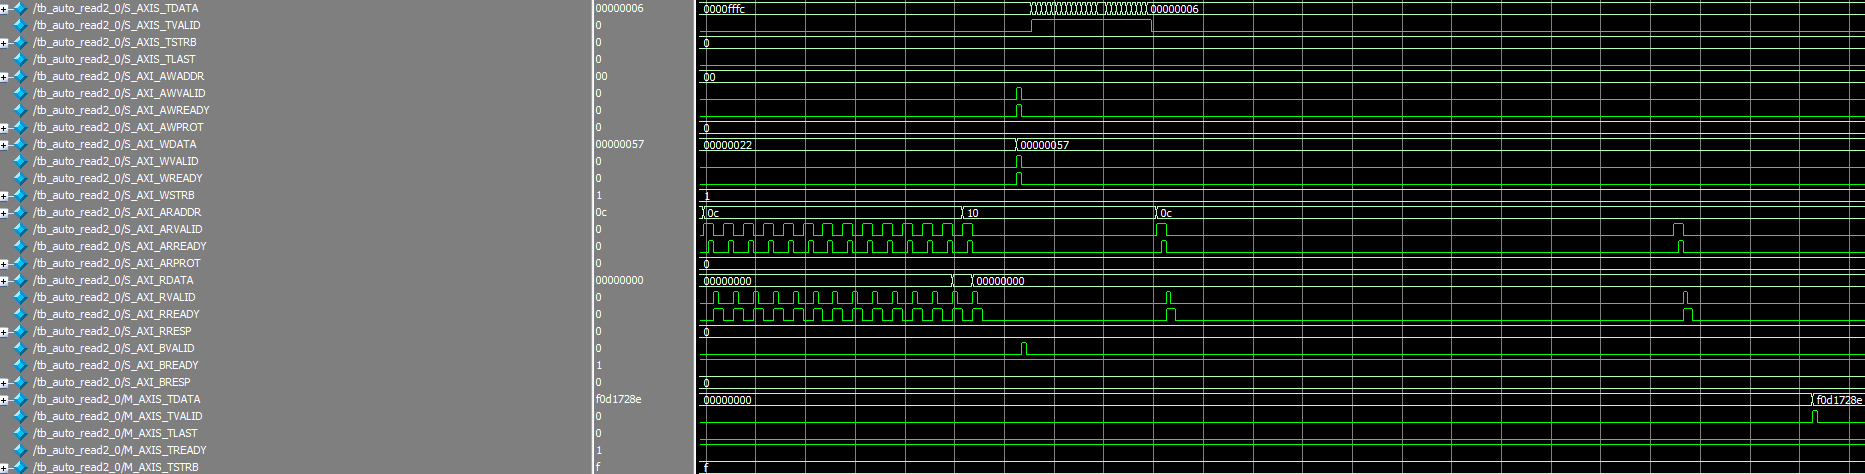 /tb_auto_read2_0/S_AXIS_TDATA 00000006 0000fffc 00000006
/tb_auto_read2_0/S_AXIS_TVALID 0
/tb_auto_read2_0/S_AXIS_TSTRB 0 0
/tb_auto_read2_0/S_AXIS_TLAST 0
/tb_auto_read2_0/S_AXI_AWADDR 00 00
/tb_auto_read2_0/S_AXI_AWVALID 0
/tb_auto_read2_0/S_AXI_AWREADY 0
/tb_auto_read2_0/S_AXI_AWPROT 0 0
/tb_auto_read2_0/S_AXI_WDATA 00000057 00000022 00000057
/tb_auto_read2_0/S_AXI_WVALID 0
/tb_auto_read2_0/S_AXI_WREADY 0
/tb_auto_read2_0/S_AXI_WSTRB 1 1
/tb_auto_read2_0/S_AXI_ARADDR 0c 0c 10 0c
/tb_auto_read2_0/S_AXI_ARVALID 0
/tb_auto_read2_0/S_AXI_ARREADY 0
/tb_auto_read2_0/S_AXI_ARPROT 0 0
/tb_auto_read2_0/S_AXI_RDATA 00000000 00000000 00000000
/tb_auto_read2_0/S_AXI_RVALID 0
/tb_auto_read2_0/S_AXI_RREADY 0
/tb_auto_read2_0/S_AXI_RRESP 0 0
/tb_auto_read2_0/S_AXI_BVALID 0
/tb_auto_read2_0/S_AXI_BREADY 1
/tb_auto_read2_0/S_AXI_BRESP 0 0
/tb_auto_read2_0/M_AXIS_TDATA f0d1728e 00000000 f0d1728e
/tb_auto_read2_0/M_AXIS_TVALID 0
/tb_auto_read2_0/M_AXIS_TLAST 0
/tb_auto_read2_0/M_AXIS_TREADY 1
/tb_auto_read2_0/M_AXIS_TSTRB f f